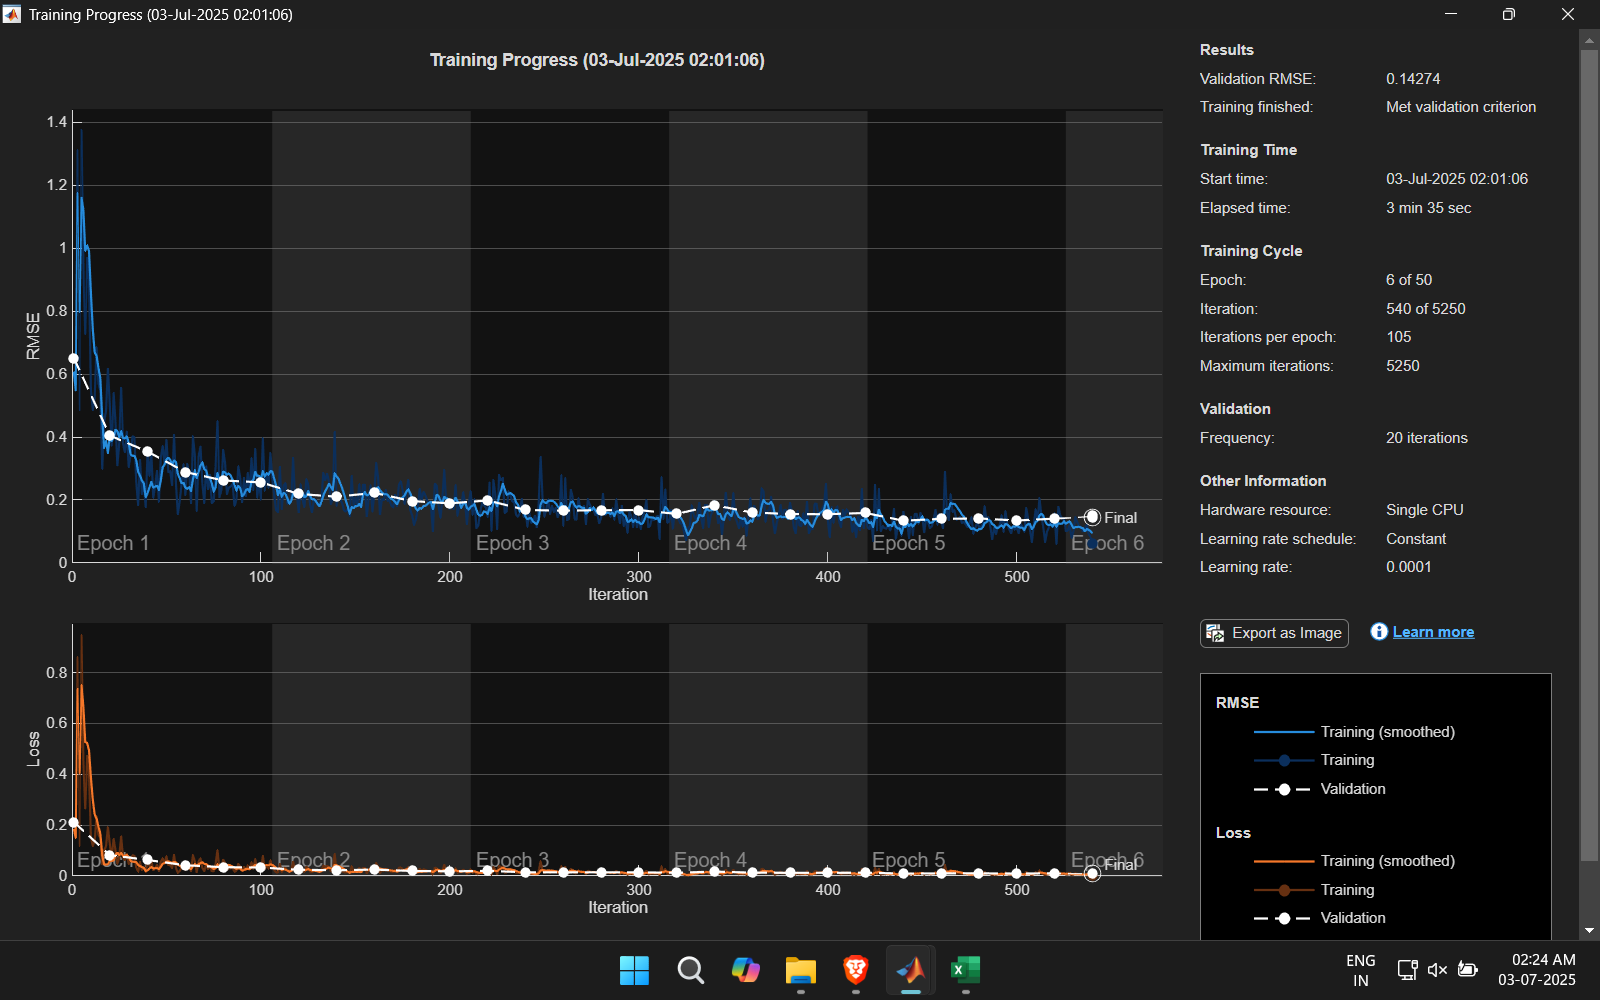 Training Progress (03-Jul-2025 02:01:06)
Training Progress (03-Jul-2025 02:01:06)
1.4
1.2
1
0.8
0.6
0.4
0.2
0
RMSE
Epoch 1
Epoch 2
Epoch 3
Epoch 4
Epoch 5
Epoch 6
Final
0
100
200
300
400
500
Iteration
0.8
0.6
0.4
0.2
0
Loss
Epoch 1
Epoch 2
Epoch 3
Epoch 4
Epoch 5
Epoch 6
Final
0
100
200
300
400
500
Iteration
Results
Validation RMSE: 0.14274
Training finished: Met validation criterion
Training Time
Start time: 03-Jul-2025 02:01:06
Elapsed time: 3 min 35 sec
Training Cycle
Epoch: 6 of 50
Iteration: 540 of 5250
Iterations per epoch: 105
Maximum iterations: 5250
Validation
Frequency: 20 iterations
Other Information
Hardware resource: Single CPU
Learning rate schedule: Constant
Learning rate: 0.0001
Export as Image
Learn more
RMSE
Training (smoothed)
Training
Validation
Loss
Training (smoothed)
Training
Validation
ENG
IN
02:24 AM
03-07-2025